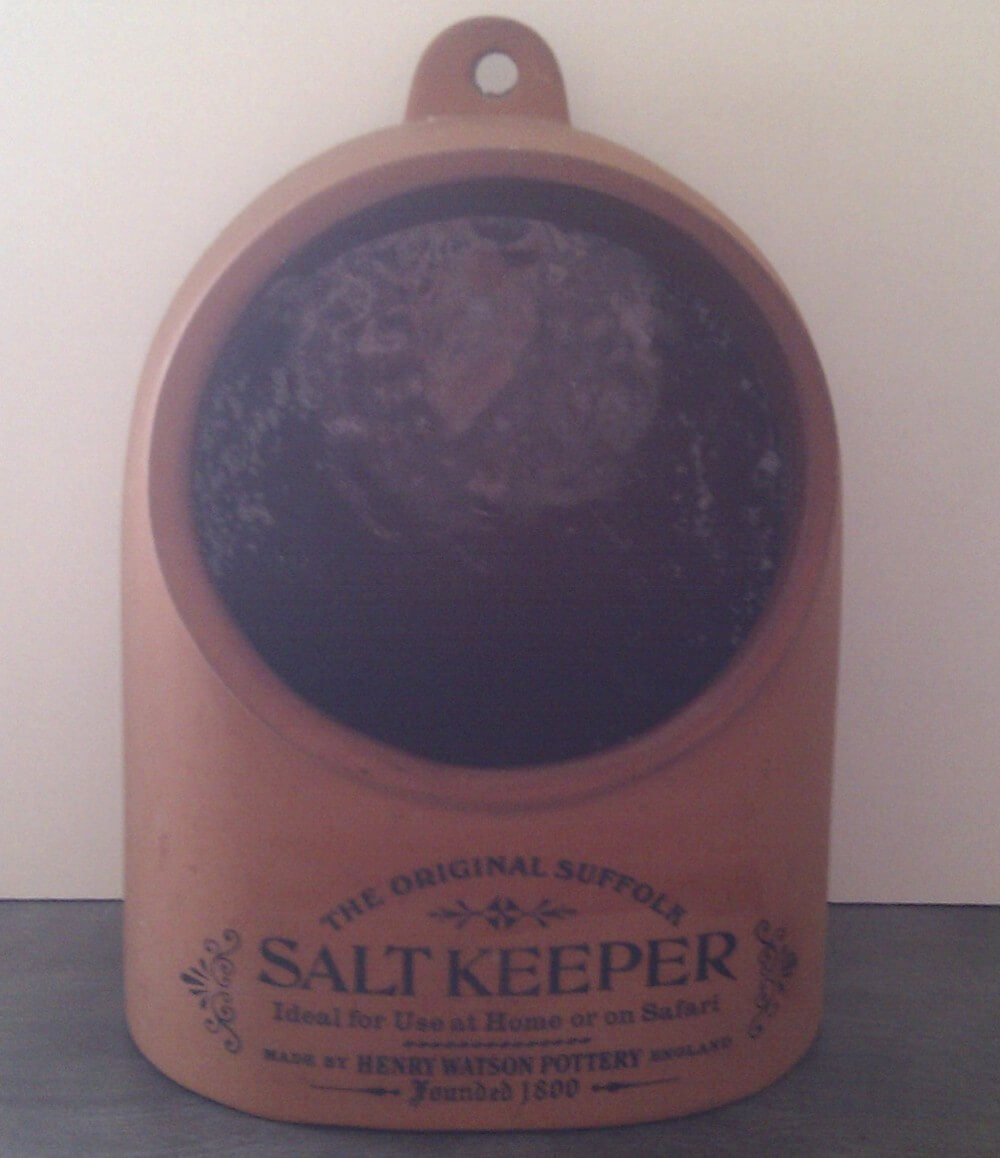 THE ORIGINAL SUFFOLK
SALT KEEPER
Ideal for Use at Home or on Safari
MADE BY HENRY WATSON POTTERY ENGLAND
Founded 1800